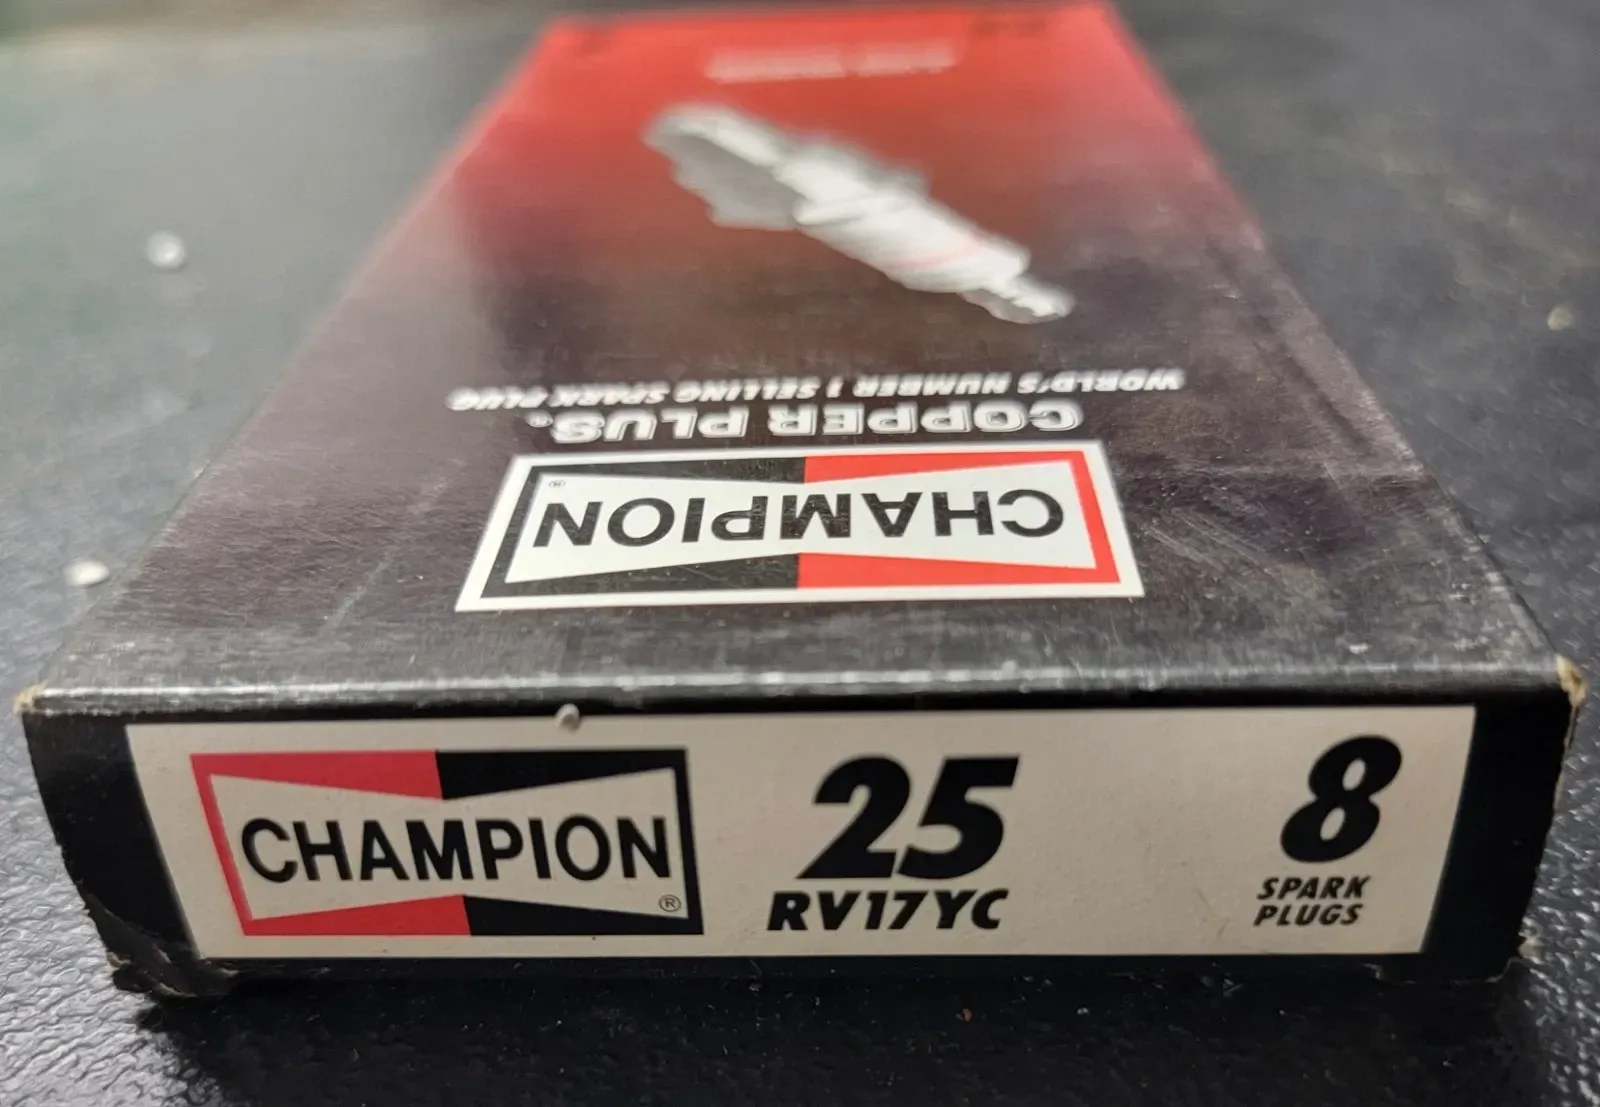 WORLD'S NUMBER 1 SELLING SPARK PLUG
COPPER PLUS®
CHAMPION®
CHAMPION®
25
RV17YC
8
SPARK
PLUGS